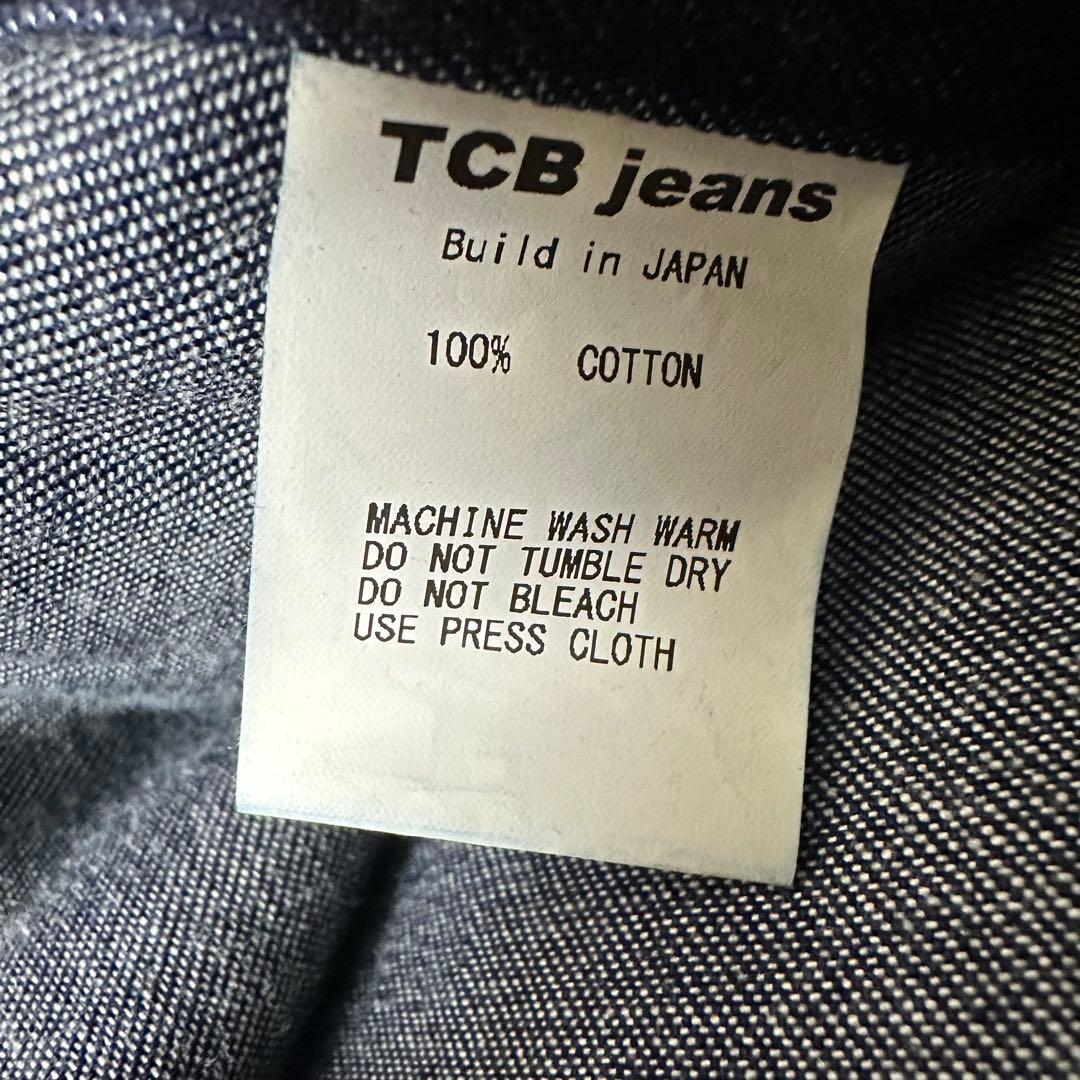 TCB jeans
Build in JAPAN
100% COTTON
MACHINE WASH WARM
DO NOT TUMBLE DRY
DO NOT BLEACH
USE PRESS CLOTH